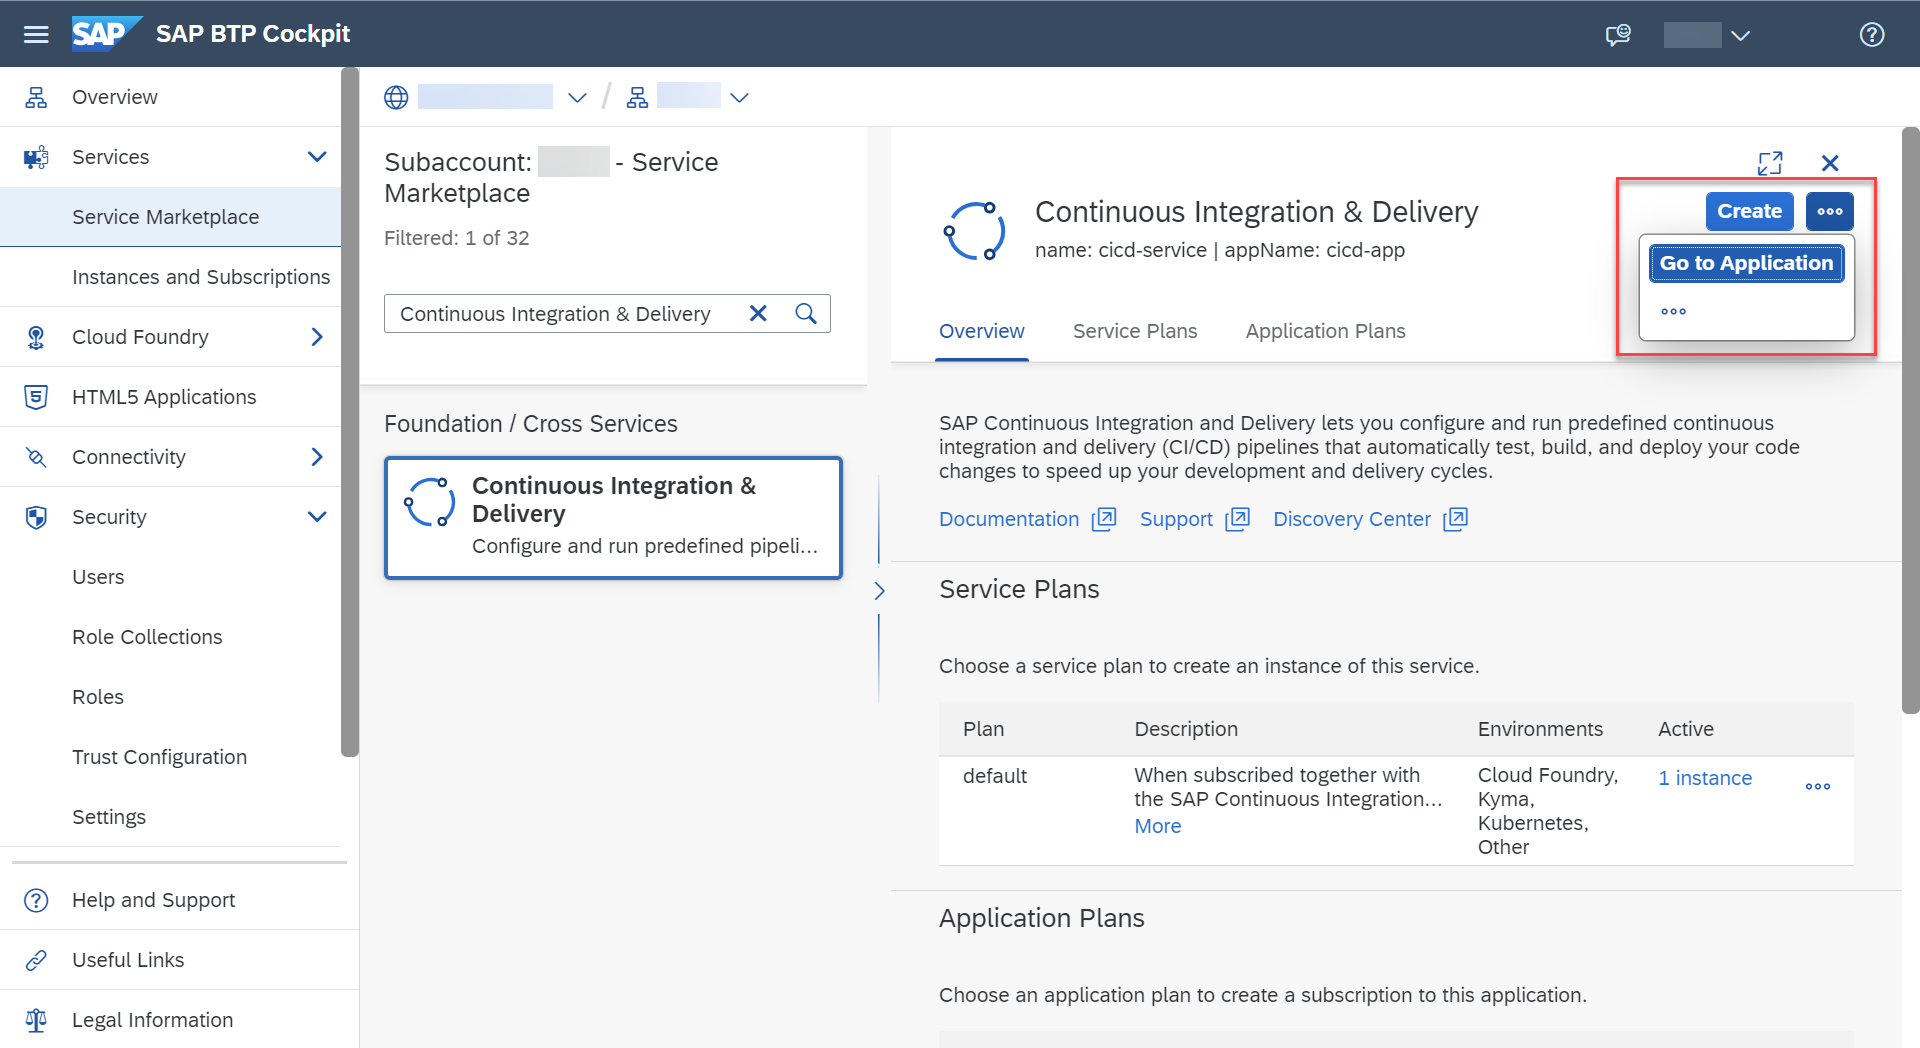 SAP SAP BTP Cockpit
Overview
Services
Service Marketplace
Instances and Subscriptions
Cloud Foundry
HTML5 Applications
Connectivity
Security
Users
Role Collections
Roles
Trust Configuration
Settings
Help and Support
Useful Links
Legal Information
/
Subaccount: - Service
Marketplace
Filtered: 1 of 32
Continuous Integration & Delivery
Foundation / Cross Services
Continuous Integration &
Delivery
Configure and run predefined pipeli...
Create
Go to Application
Continuous Integration & Delivery
name: cicd-service | appName: cicd-app
Overview Service Plans Application Plans
SAP Continuous Integration and Delivery lets you configure and run predefined continuous
integration and delivery (CI/CD) pipelines that automatically test, build, and deploy your code
changes to speed up your development and delivery cycles.
Documentation Support Discovery Center
Service Plans
Choose a service plan to create an instance of this service.
Plan Description Environments Active
default When subscribed together with Cloud Foundry, 1 instance
the SAP Continuous Integration... Kyma,
More Kubernetes,
Other
Application Plans
Choose an application plan to create a subscription to this application.